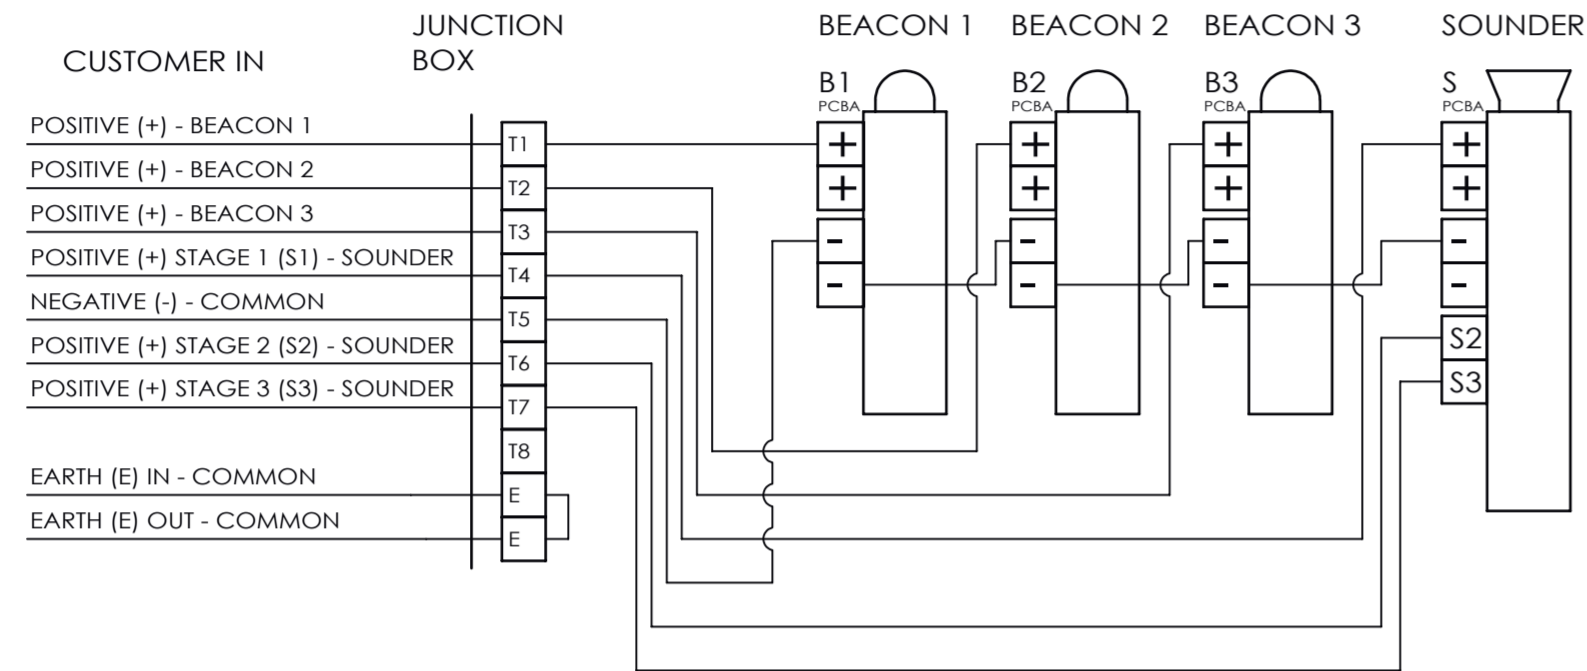 CUSTOMER IN
JUNCTION
BOX
BEACON 1
BEACON 2
BEACON 3
SOUNDER
B1
PCBA
B2
PCBA
B3
PCBA
S
PCBA
POSITIVE (+) - BEACON 1
POSITIVE (+) - BEACON 2
POSITIVE (+) - BEACON 3
POSITIVE (+) STAGE 1 (S1) - SOUNDER
NEGATIVE (-) - COMMON
POSITIVE (+) STAGE 2 (S2) - SOUNDER
POSITIVE (+) STAGE 3 (S3) - SOUNDER
EARTH (E) IN - COMMON
EARTH (E) OUT - COMMON
T1
T2
T3
T4
T5
T6
T7
T8
E
E
+
+
-
-
+
+
-
-
+
+
-
-
+
+
-
-
S2
S3